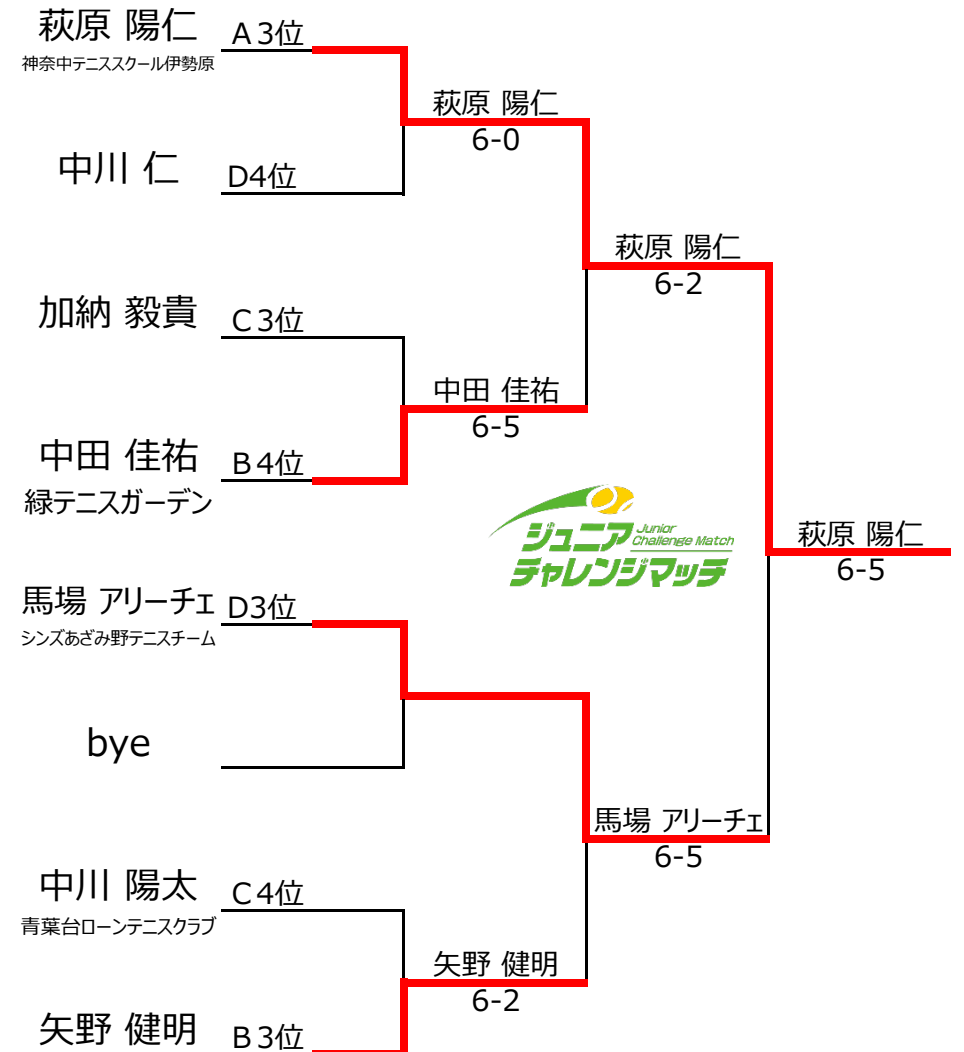 萩原 陽仁
A3位
神奈中テニススクール伊勢原
萩原 陽仁
6-0
中川 仁
D4位
萩原 陽仁
6-2
加納 毅貴
C3位
中田 佳祐
6-5
中田 佳祐
B4位
緑テニスガーデン
ジュニア
Junior
Challenge Match
チャレンジマッチ
萩原 陽仁
6-5
馬場 アリーチェ
D3位
シンズあざみ野テニスチーム
bye
馬場 アリーチェ
6-5
中川 陽太
C4位
青葉台ローンテニスクラブ
矢野 健明
6-2
矢野 健明
B3位